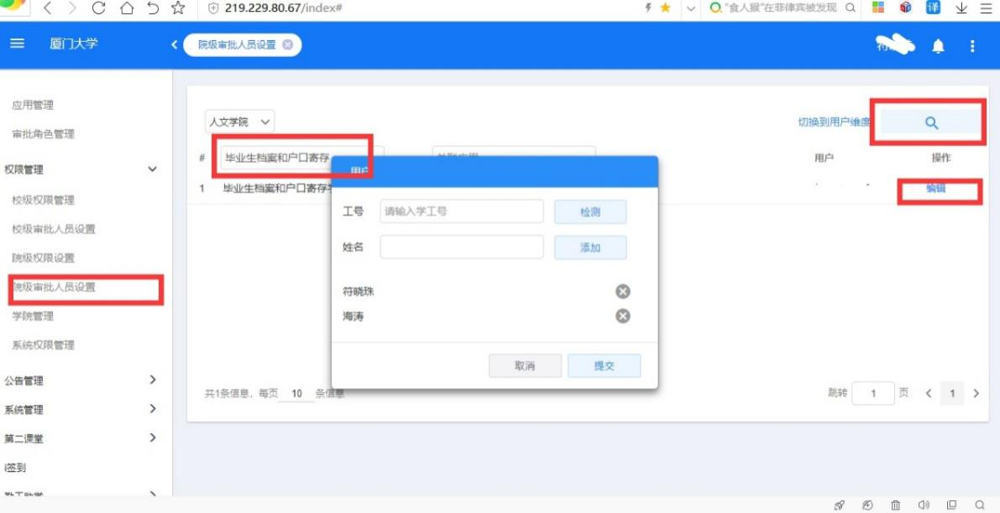 219.229.80.67/index#
"食人猴"在菲律宾被发现
译
厦门大学
院级审批人员设置
应用管理
审批角色管理
权限管理
校级权限管理
校级审批人员设置
院级权限设置
院级审批人员设置
学院管理
系统权限管理
公告管理
系统管理
第二课堂
i签到
人文学院
切换到用户维度
# 毕业生档案和户口寄存 用户 操作
1 毕业生档案和户口寄存 编辑
用户
工号 请输入学工号 检测
姓名 添加
符晓珠
海涛
取消 提交
共1条信息，每页 10 条信息
跳转 1 页 1